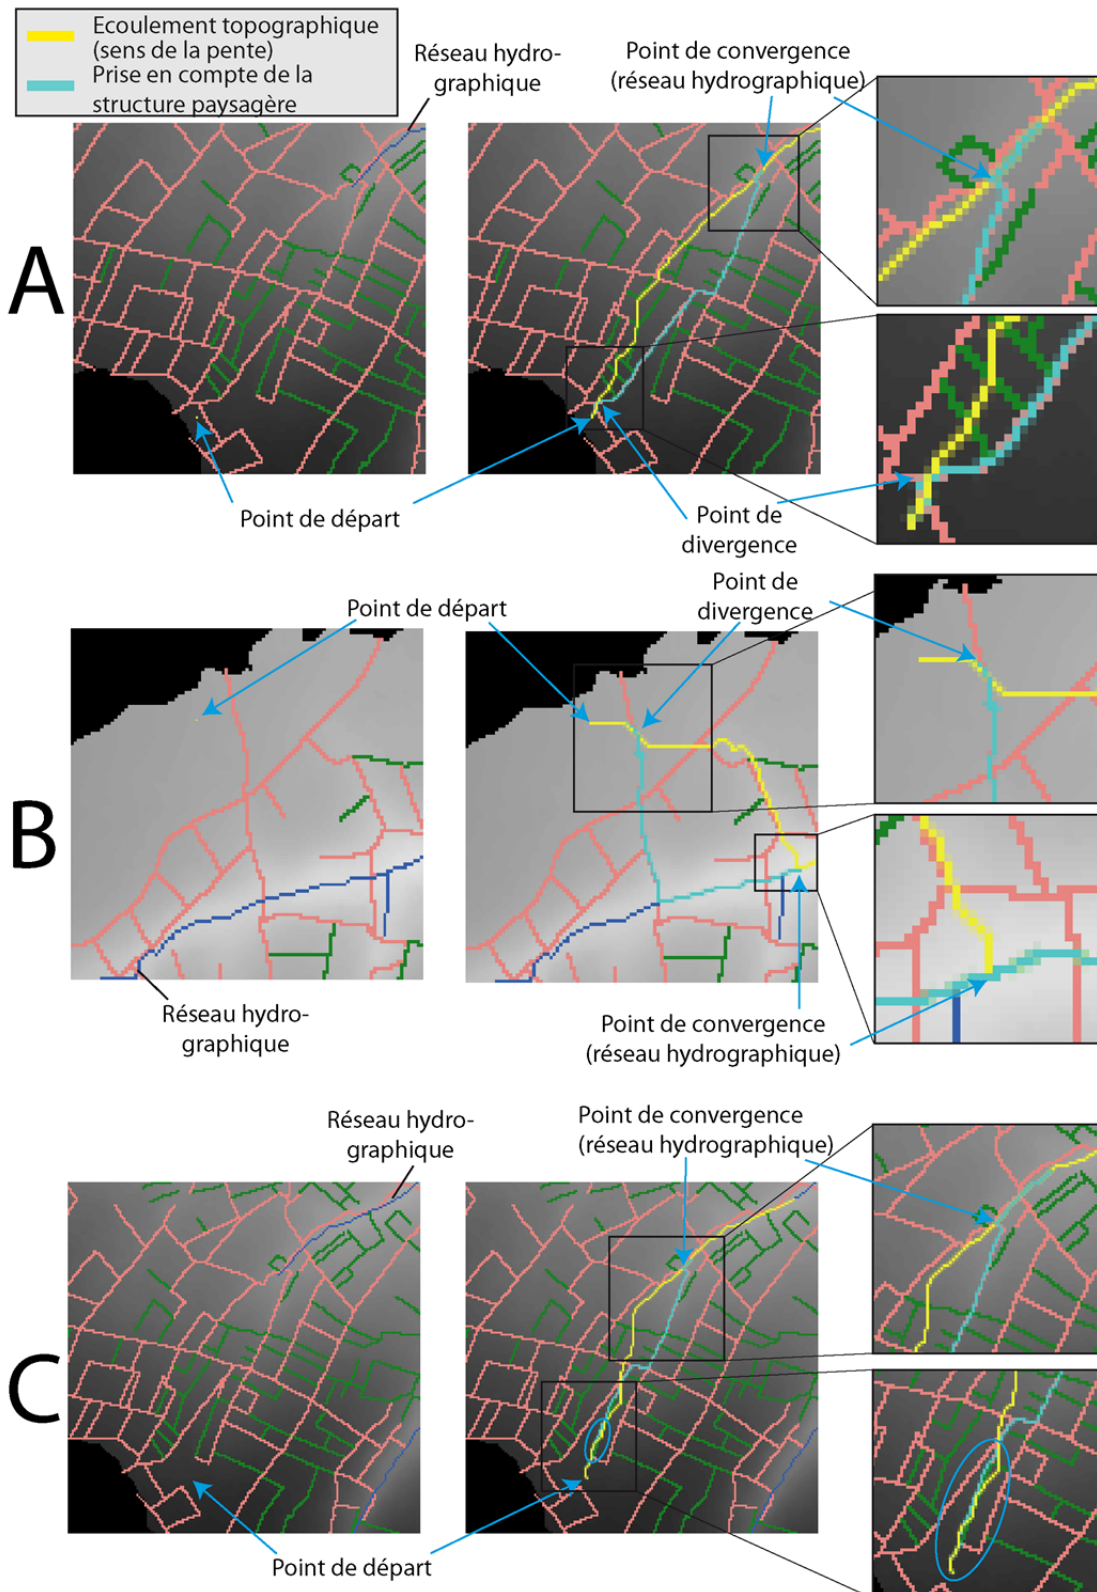 Ecoulement topographique
(sens de la pente)
Prise en compte de la
structure paysagère
Réseau hydro-
graphique
Point de convergence
(réseau hydrographique)
A
Point de départ
Point de
divergence
Point de départ
Point de
divergence
B
Réseau hydro-
graphique
Point de convergence
(réseau hydrographique)
Réseau hydro-
graphique
Point de convergence
(réseau hydrographique)
C
Point de départ